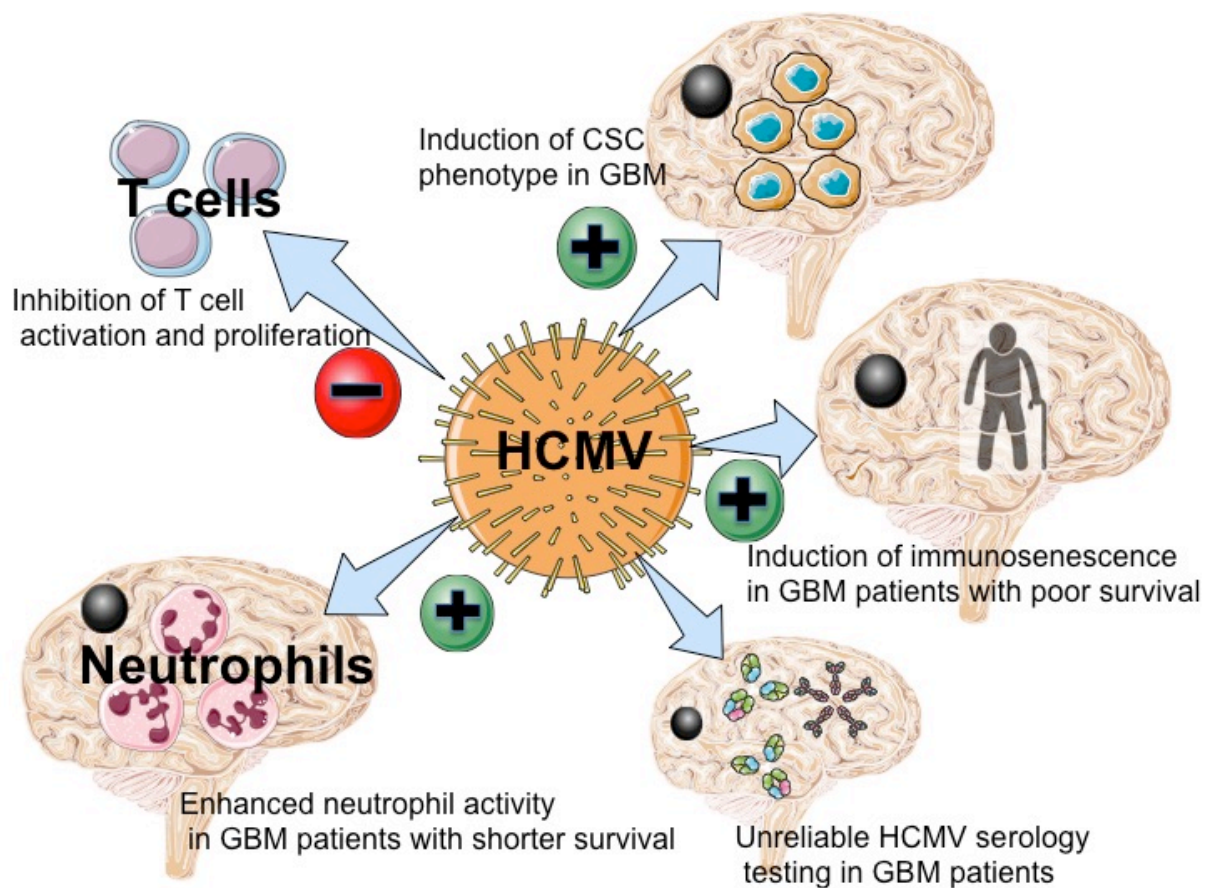 Induction of CSC
phenotype in GBM
T cells
Inhibition of T cell
activation and proliferation
HCMV
Induction of immunosenescence
in GBM patients with poor survival
Neutrophils
Enhanced neutrophil activity
in GBM patients with shorter survival
Unreliable HCMV serology
testing in GBM patients